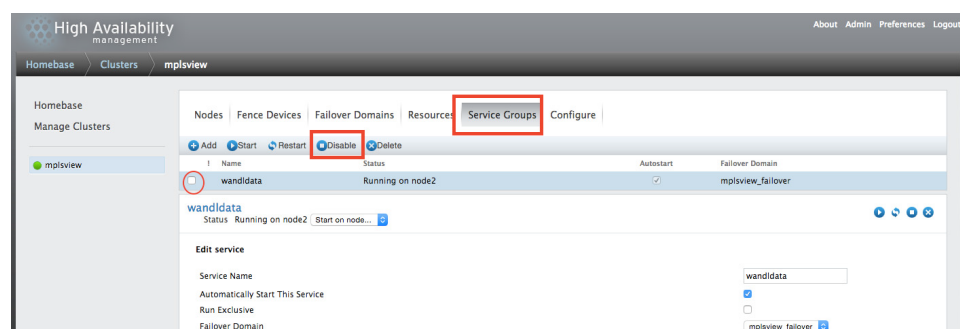 High Availability
management
About Admin Preferences Logout
Homebase Clusters mplsview
Homebase
Manage Clusters
mplsview
Nodes Fence Devices Failover Domains Resources Service Groups Configure
Add Start Restart Disable Delete
! Name Status Autostart Failover Domain
wandldata Running on node2 mplsview_failover
wandldata
Status Running on node2 Start on node...
Edit service
Service Name wandldata
Automatically Start This Service
Run Exclusive
Failover Domain mplsview_failover